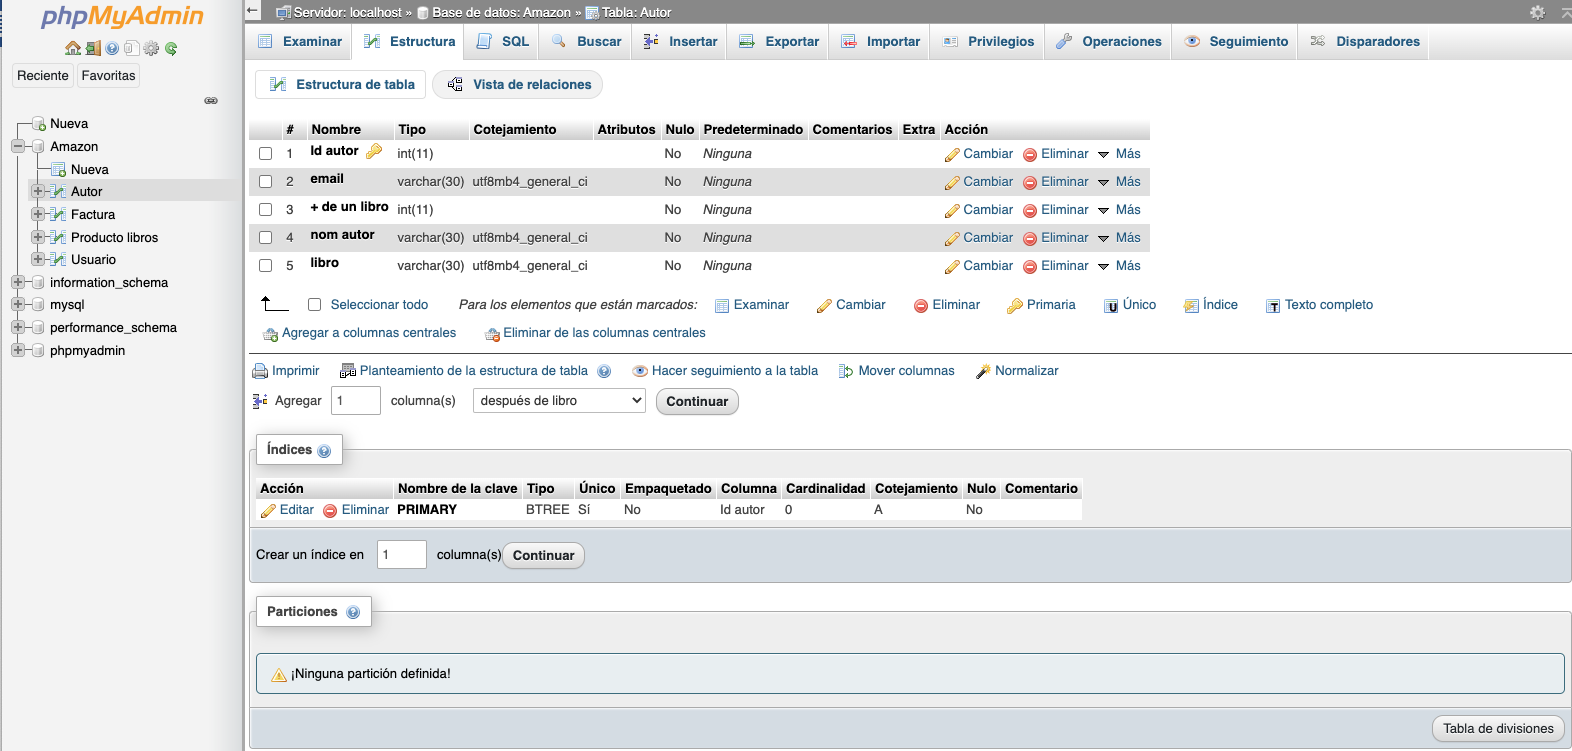 phpMyAdmin
Reciente Favoritas
Nueva
Amazon
Nueva
Autor
Factura
Producto libros
Usuario
information_schema
mysql
performance_schema
phpmyadmin
Servidor: localhost » Base de datos: Amazon » Tabla: Autor
Examinar Estructura SQL Buscar Insertar Exportar Importar Privilegios Operaciones Seguimiento Disparadores
Estructura de tabla Vista de relaciones
# Nombre Tipo Cotejamiento Atributos Nulo Predeterminado Comentarios Extra Acción
1 Id autor int(11) No Ninguna Cambiar Eliminar Más
2 email varchar(30) utf8mb4_general_ci No Ninguna Cambiar Eliminar Más
3 + de un libro int(11) No Ninguna Cambiar Eliminar Más
4 nom autor varchar(30) utf8mb4_general_ci No Ninguna Cambiar Eliminar Más
5 libro varchar(30) utf8mb4_general_ci No Ninguna Cambiar Eliminar Más
Seleccionar todo Para los elementos que están marcados: Examinar Cambiar Eliminar Primaria Único Índice Texto completo
Agregar a columnas centrales Eliminar de las columnas centrales
Imprimir Planteamiento de la estructura de tabla Hacer seguimiento a la tabla Mover columnas Normalizar
Agregar 1 columna(s) después de libro Continuar
Índices
Acción Nombre de la clave Tipo Único Empaquetado Columna Cardinalidad Cotejamiento Nulo Comentario
Editar Eliminar PRIMARY BTREE Sí No Id autor 0 A No
Crear un índice en 1 columna(s) Continuar
Particiones
¡Ninguna partición definida!
Tabla de divisiones